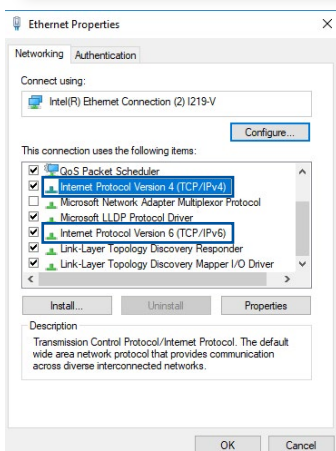 Ethernet Properties
Networking Authentication
Connect using:
Intel(R) Ethernet Connection (2) I219-V
Configure...
This connection uses the following items:
QoS Packet Scheduler
Internet Protocol Version 4 (TCP/IPv4)
Microsoft Network Adapter Multiplexor Protocol
Microsoft LLDP Protocol Driver
Internet Protocol Version 6 (TCP/IPv6)
Link-Layer Topology Discovery Responder
Link-Layer Topology Discovery Mapper I/O Driver
Install... Uninstall Properties
Description
Transmission Control Protocol/Internet Protocol. The default
wide area network protocol that provides communication
across diverse interconnected networks.
OK Cancel